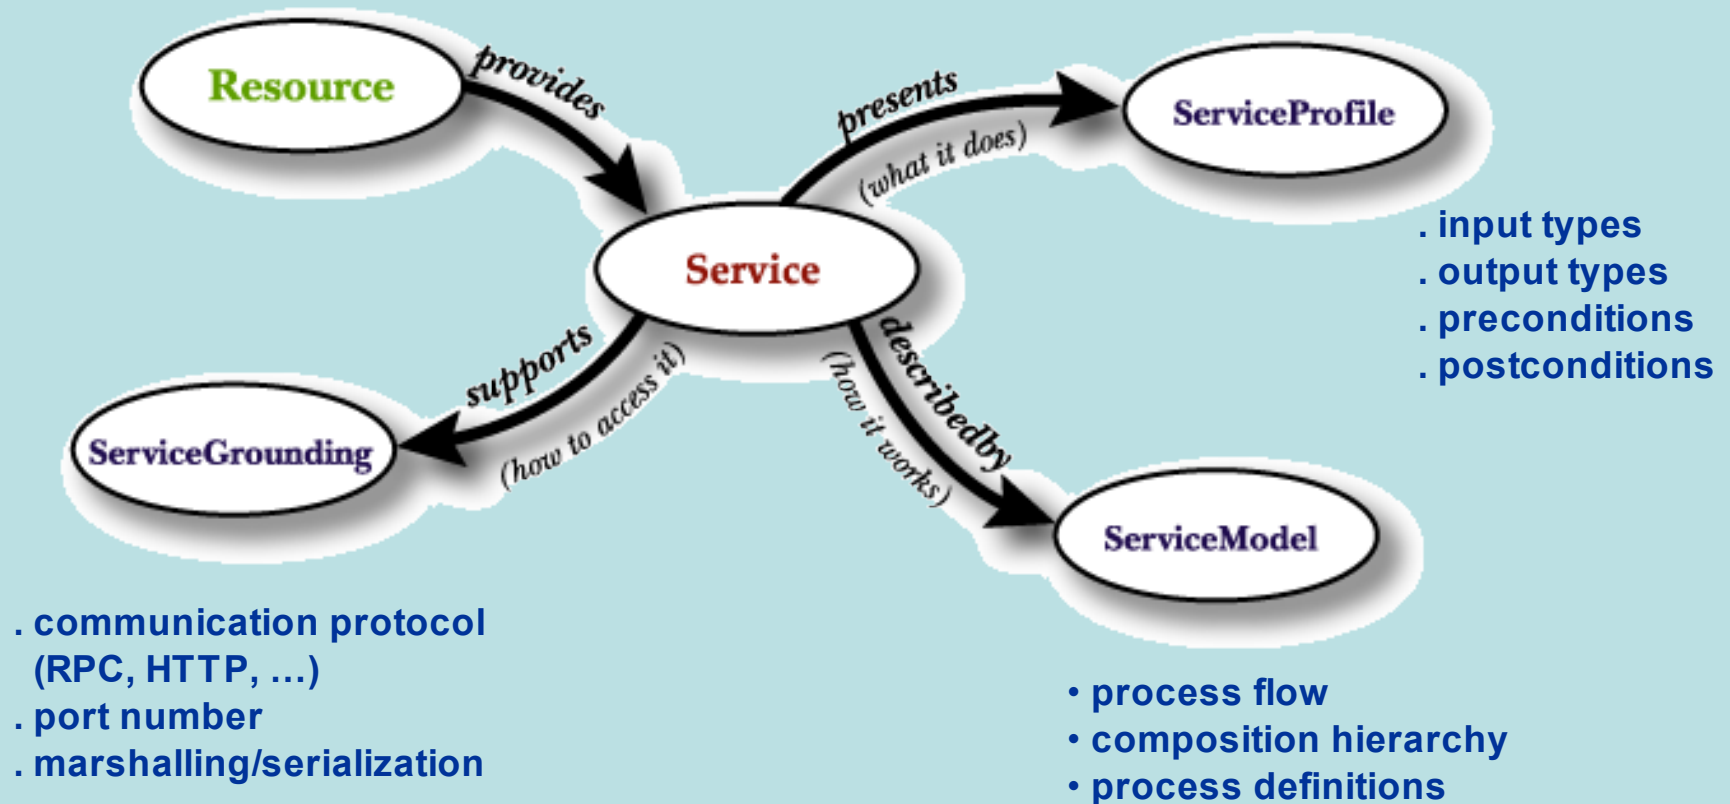 Resource
provides
presents
(what it does)
ServiceProfile
. input types
. output types
. preconditions
. postconditions
Service
supports
(how to access it)
describedby
(how it works)
ServiceGrounding
ServiceModel
. communication protocol
(RPC, HTTP, …)
. port number
. marshalling/serialization
• process flow
• composition hierarchy
• process definitions